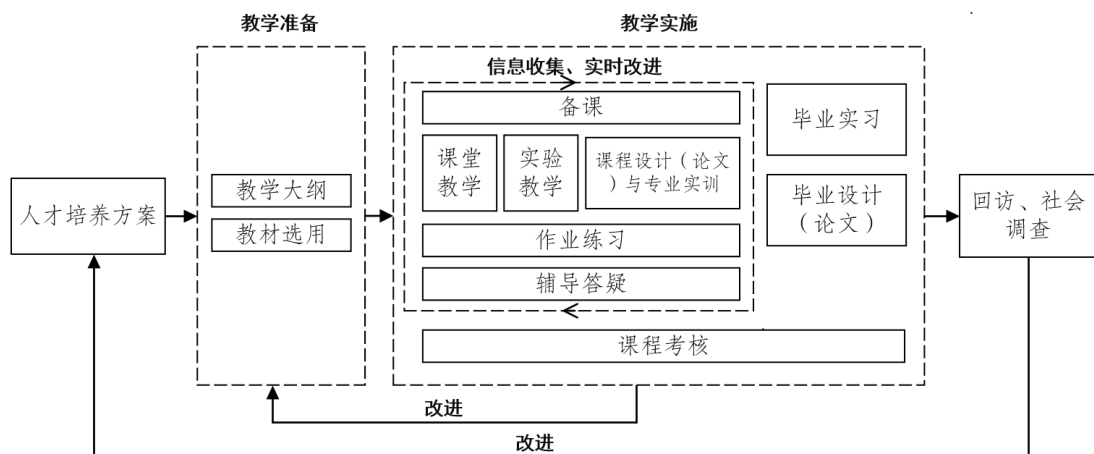 教学准备
教学实施
信息收集、实时改进
备课
课堂
教学
实验
教学
课程设计(论文
)与专业实训
作业练习
辅导答疑
课程考核
毕业实习
毕业设计
(论文)
人才培养方案
教学大纲
教材选用
回访、社会
调查
改进
改进